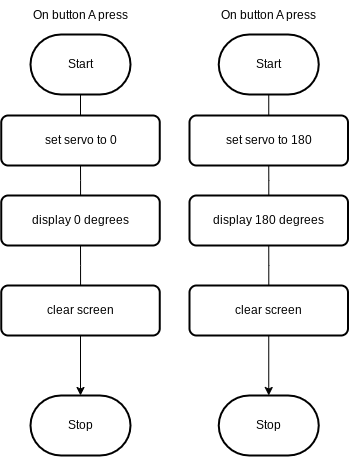 On button A press
Start
set servo to 0
display 0 degrees
clear screen
Stop
On button A press
Start
set servo to 180
display 180 degrees
clear screen
Stop